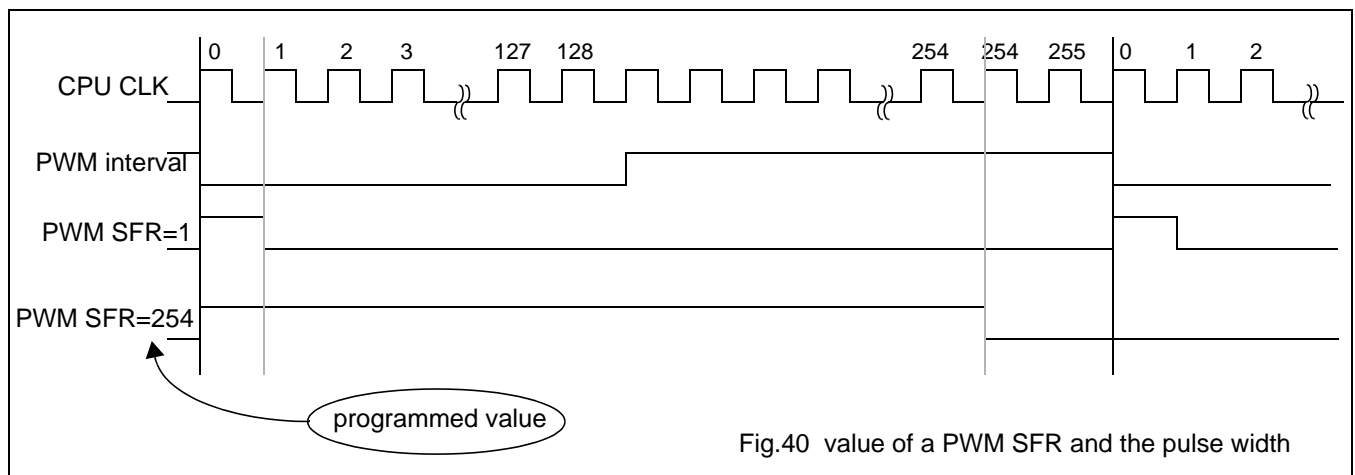 0 1 2 3 127 128 254 254 255 0 1 2
CPU CLK
PWM interval
PWM SFR=1
PWM SFR=254
programmed value
Fig.40 value of a PWM SFR and the pulse width